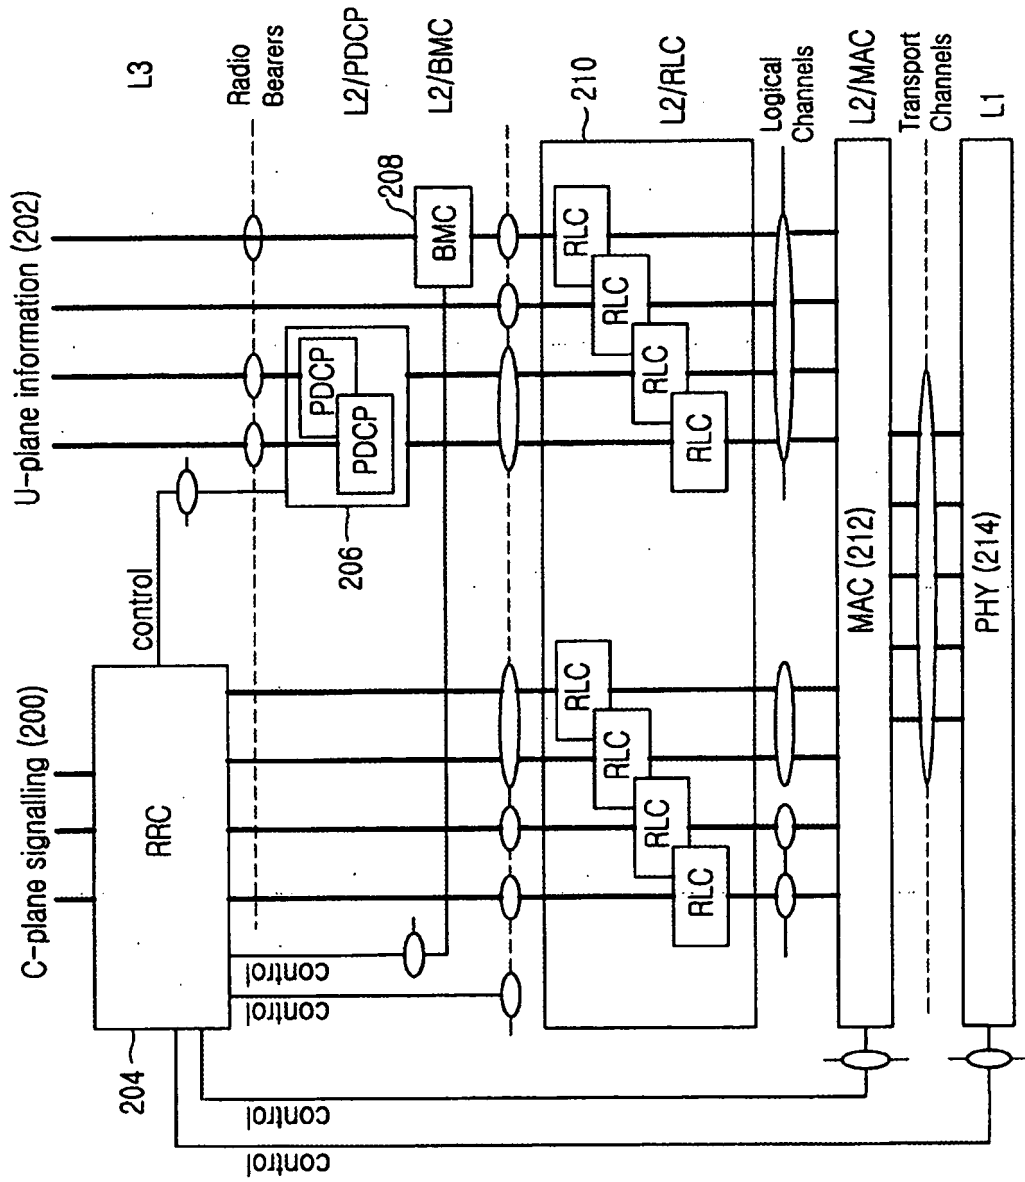 C-plane signalling (200)
U-plane information (202)
L3
204
RRC
control
Radio
Bearers
206
PDCP
PDCP
L2/PDCP
208
BMC
L2/BMC
control
control
control
control
210
RLC
RLC
RLC
RLC
RLC
RLC
RLC
RLC
L2/RLC
Logical
Channels
MAC (212)
L2/MAC
Transport
Channels
PHY (214)
L1